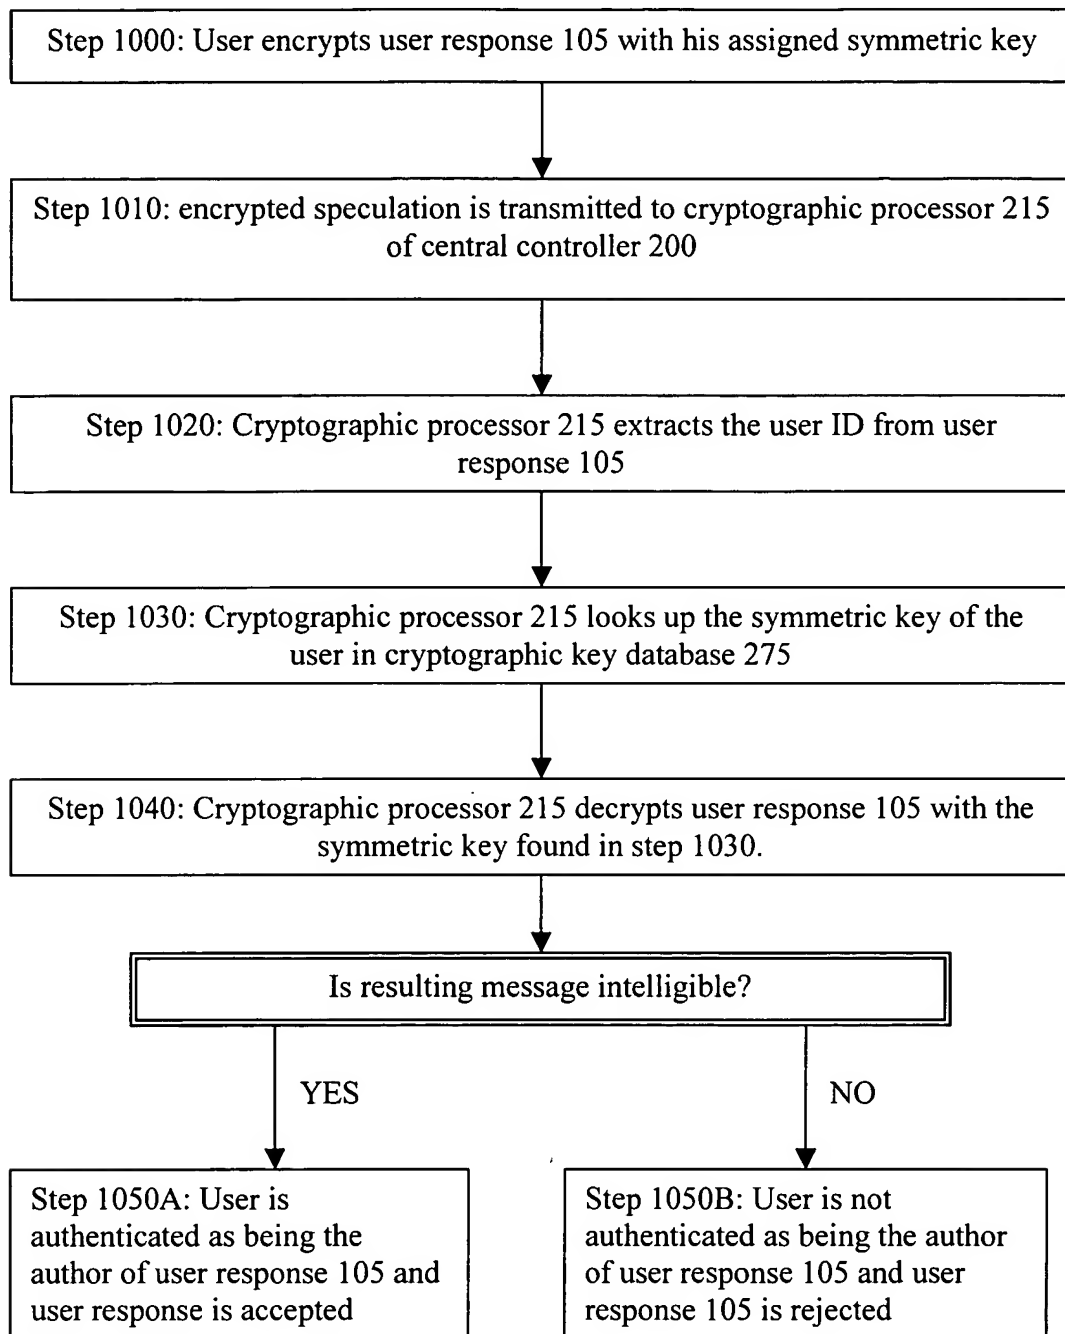 Step 1000: User encrypts user response 105 with his assigned symmetric key
Step 1010: encrypted speculation is transmitted to cryptographic processor 215
of central controller 200
Step 1020: Cryptographic processor 215 extracts the user ID from user
response 105
Step 1030: Cryptographic processor 215 looks up the symmetric key of the
user in cryptographic key database 275
Step 1040: Cryptographic processor 215 decrypts user response 105 with the
symmetric key found in step 1030.
Is resulting message intelligible?
YES
NO
Step 1050A: User is
authenticated as being the
author of user response 105 and
user response is accepted
Step 1050B: User is not
authenticated as being the author
of user response 105 and user
response 105 is rejected